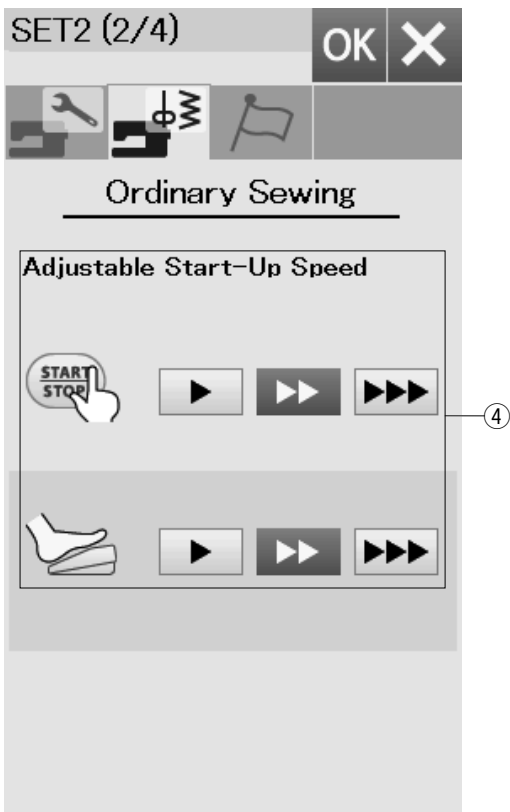 SET2 (2/4)
OK
Ordinary Sewing
Adjustable Start-Up Speed
START
STOP
④